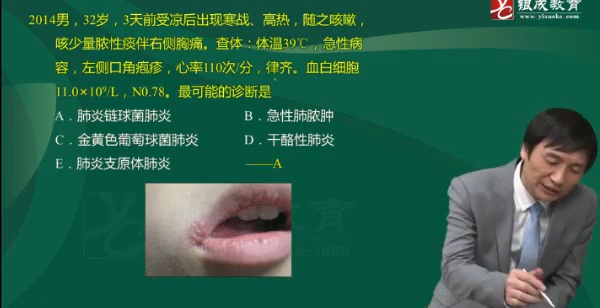 银成教育
www.yixueks.com
2014男，32岁，3天前受凉后出现寒战、高热，随之咳嗽，
咳少量脓性痰伴右侧胸痛。查体：体温39℃，急性病
容，左侧口角疱疹，心率110次/分，律齐。血白细胞
11.0×10⁹/L，N0.78。最可能的诊断是
A．肺炎链球菌肺炎
B．急性肺脓肿
C．金黄色葡萄球菌肺炎
D．干酪性肺炎
E．肺炎支原体肺炎
——A
教育